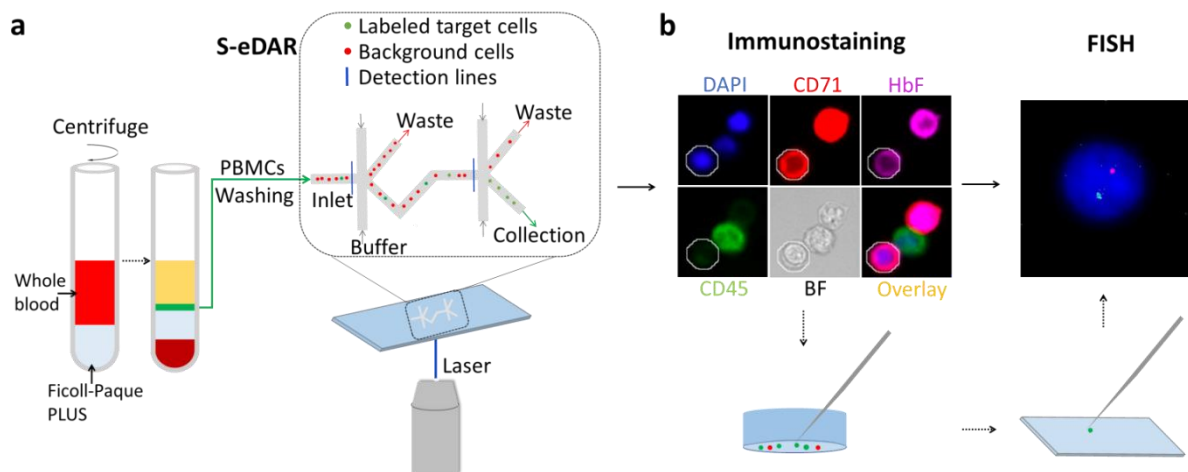 a
S-eDAR
Labeled target cells
Background cells
Detection lines
Centrifuge
PBMCs
Washing
Inlet
Waste
Waste
Buffer
Collection
Whole
blood
Ficoll-Paque
PLUS
Laser
b
Immunostaining
FISH
DAPI
CD71
HbF
CD45
BF
Overlay